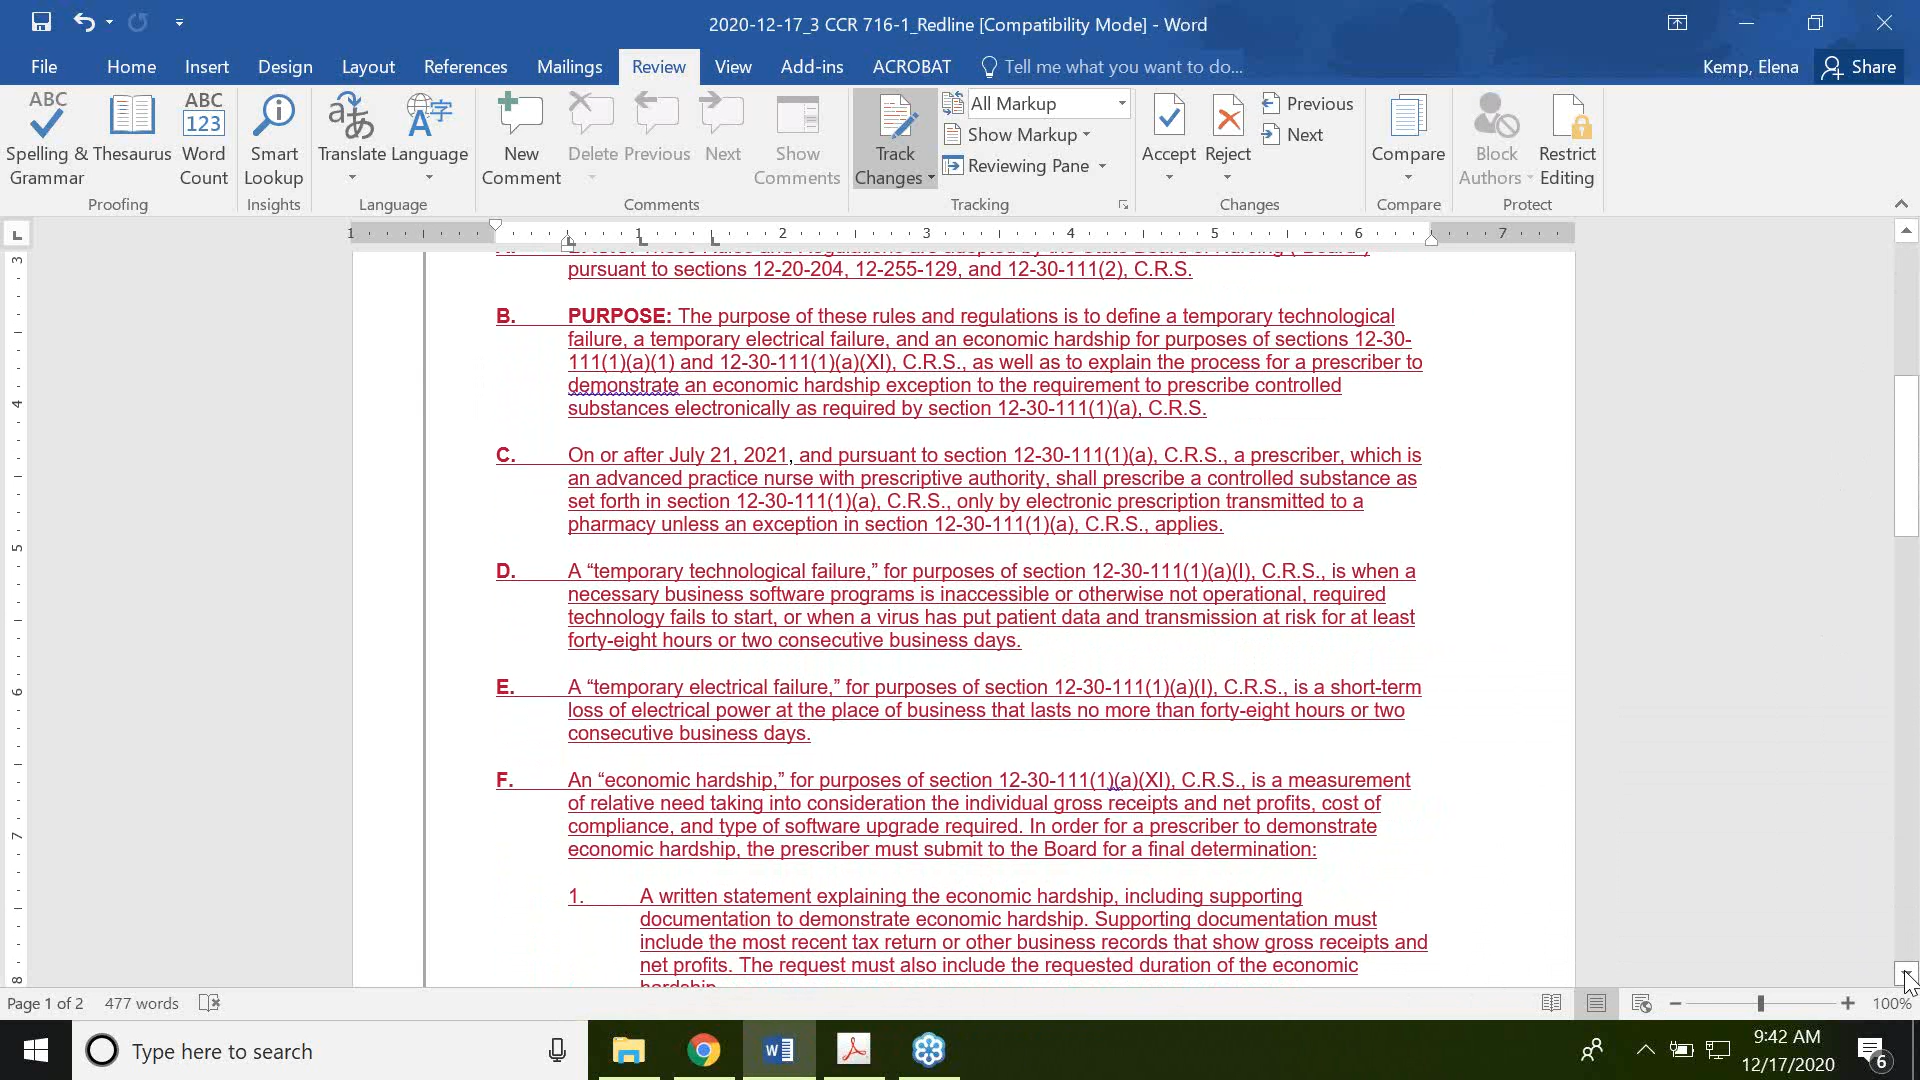 2020-12-17_3 CCR 716-1_Redline [Compatibility Mode] - Word
File Home Insert Design Layout References Mailings Review View Add-ins ACROBAT Tell me what you want to do... Kemp, Elena Share
ABC
Spelling & Grammar
Thesaurus
ABC
123
Word Count
Proofing
Smart Lookup
Insights
Translate
Language
Language
New Comment
Delete
Previous
Next
Show Comments
Comments
Track Changes
All Markup
Show Markup
Reviewing Pane
Tracking
Accept
Reject
Previous
Next
Changes
Compare
Compare
Block Authors
Restrict Editing
Protect
1 1 2 3 4 5 6 7
pursuant to sections 12-20-204, 12-255-129, and 12-30-111(2), C.R.S.
B. PURPOSE: The purpose of these rules and regulations is to define a temporary technological
failure, a temporary electrical failure, and an economic hardship for purposes of sections 12-30-
111(1)(a)(1) and 12-30-111(1)(a)(XI), C.R.S., as well as to explain the process for a prescriber to
demonstrate an economic hardship exception to the requirement to prescribe controlled
substances electronically as required by section 12-30-111(1)(a), C.R.S.
C. On or after July 21, 2021, and pursuant to section 12-30-111(1)(a), C.R.S., a prescriber, which is
an advanced practice nurse with prescriptive authority, shall prescribe a controlled substance as
set forth in section 12-30-111(1)(a), C.R.S., only by electronic prescription transmitted to a
pharmacy unless an exception in section 12-30-111(1)(a), C.R.S., applies.
D. A “temporary technological failure,” for purposes of section 12-30-111(1)(a)(I), C.R.S., is when a
necessary business software programs is inaccessible or otherwise not operational, required
technology fails to start, or when a virus has put patient data and transmission at risk for at least
forty-eight hours or two consecutive business days.
E. A “temporary electrical failure,” for purposes of section 12-30-111(1)(a)(I), C.R.S., is a short-term
loss of electrical power at the place of business that lasts no more than forty-eight hours or two
consecutive business days.
F. An “economic hardship,” for purposes of section 12-30-111(1)(a)(XI), C.R.S., is a measurement
of relative need taking into consideration the individual gross receipts and net profits, cost of
compliance, and type of software upgrade required. In order for a prescriber to demonstrate
economic hardship, the prescriber must submit to the Board for a final determination:
1. A written statement explaining the economic hardship, including supporting
documentation to demonstrate economic hardship. Supporting documentation must
include the most recent tax return or other business records that show gross receipts and
net profits. The request must also include the requested duration of the economic
3
4
5
6
7
8
Page 1 of 2 477 words 100%
Type here to search
9:42 AM
12/17/2020
6